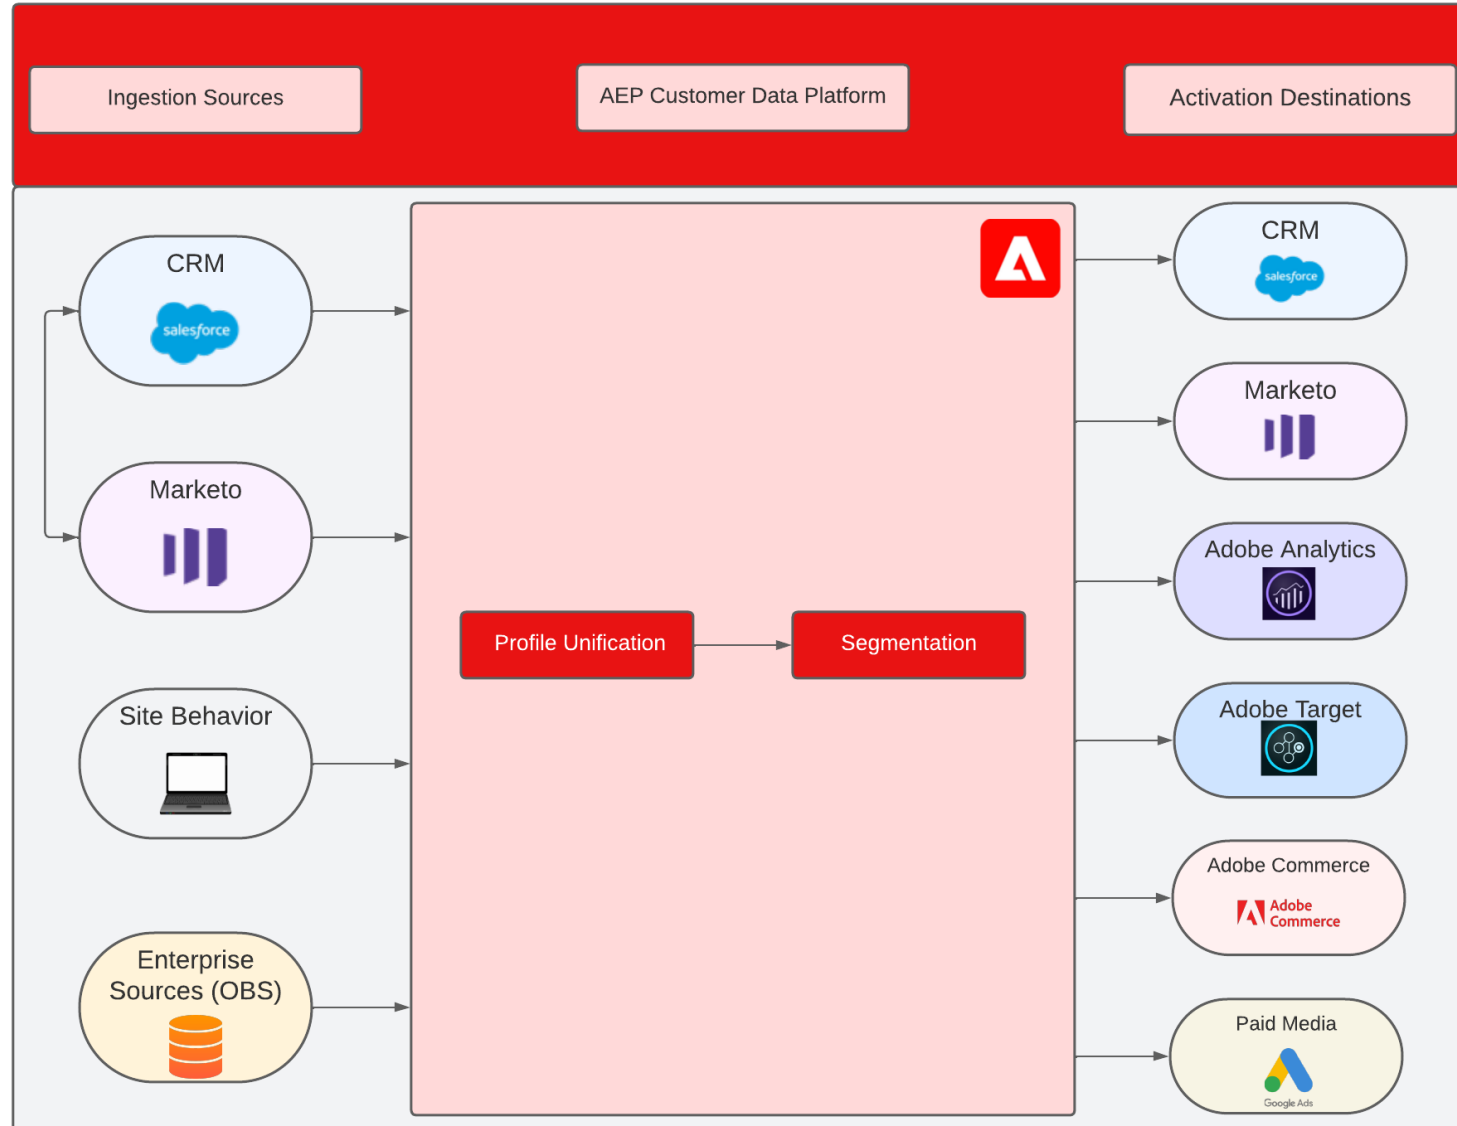 Ingestion Sources
AEP Customer Data Platform
Activation Destinations
CRM
salesforce
Marketo
Site Behavior
Enterprise
Sources (OBS)
Profile Unification
Segmentation
CRM
salesforce
Marketo
Adobe Analytics
Adobe Target
Adobe Commerce
Adobe
Commerce
Paid Media
Google Ads